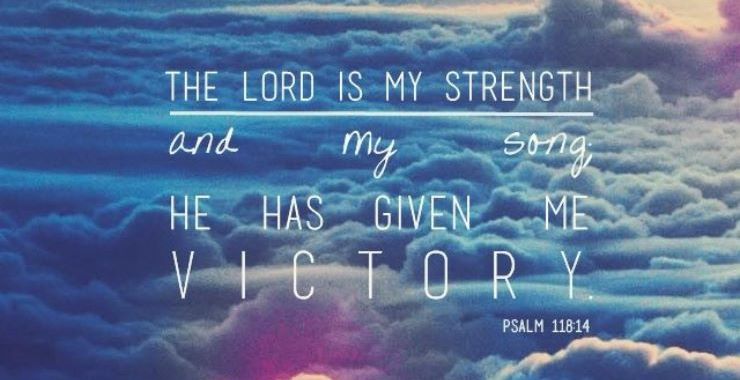 THE LORD IS MY STRENGTH
and my song;
HE HAS GIVEN ME
VICTORY.
PSALM 118:14